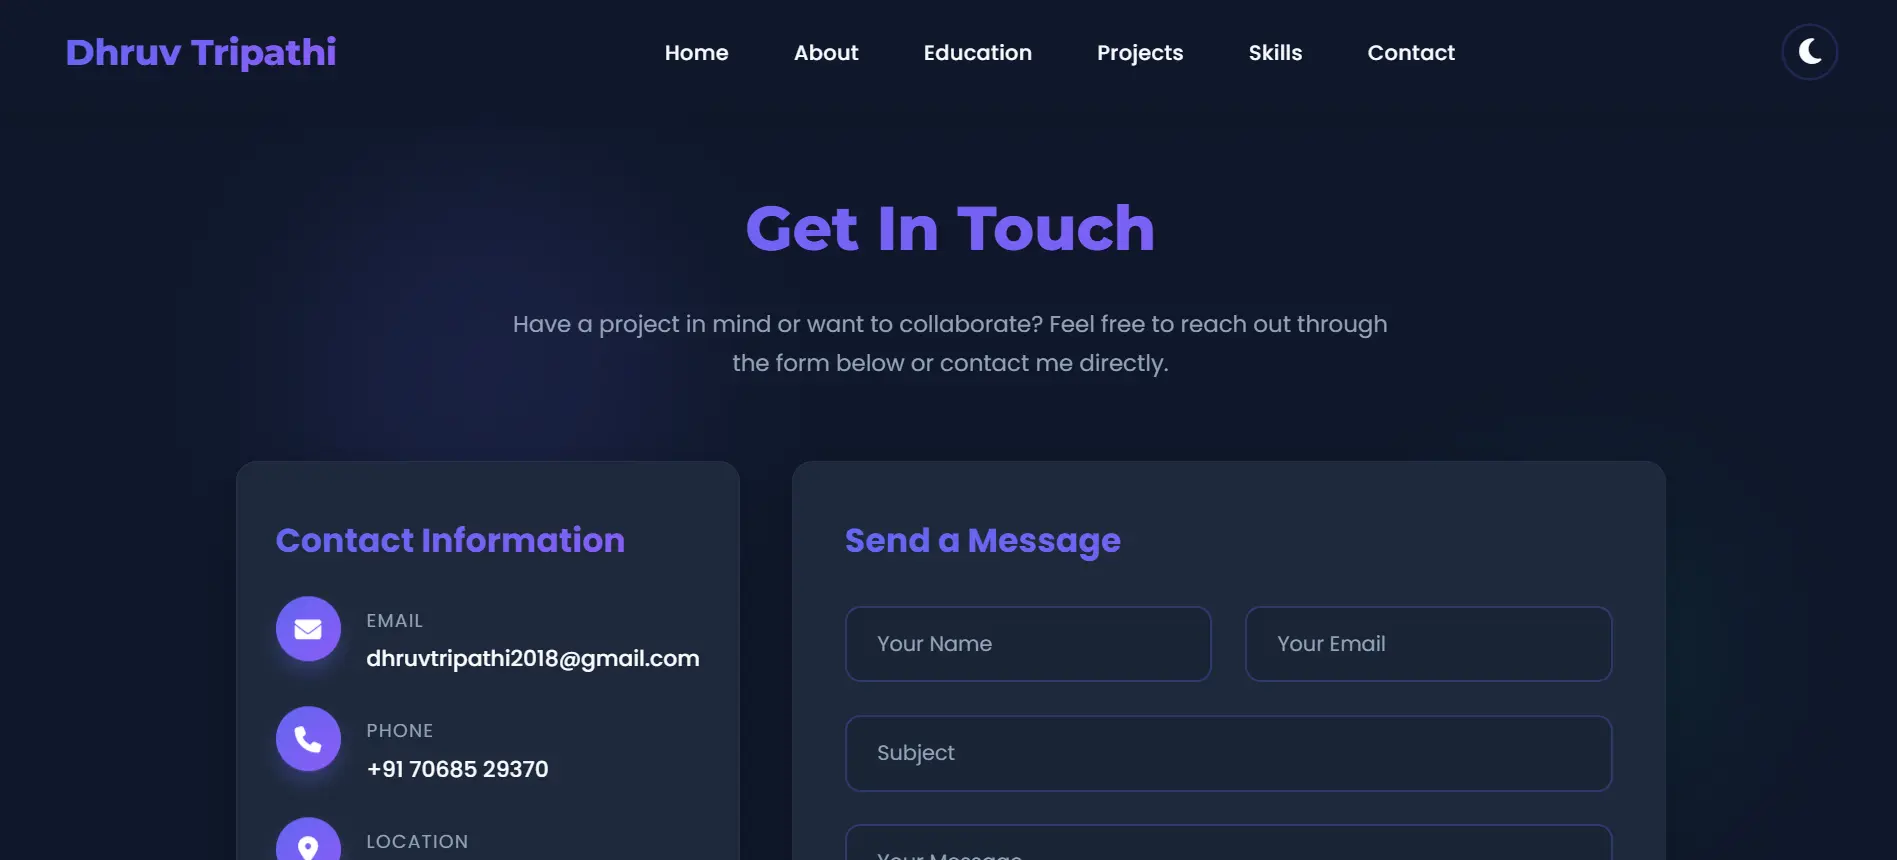 Dhruv Tripathi
Home
About
Education
Projects
Skills
Contact
Get In Touch
Have a project in mind or want to collaborate? Feel free to reach out through
the form below or contact me directly.
Contact Information
EMAIL
dhruvtripathi2018@gmail.com
PHONE
+91 70685 29370
LOCATION
Send a Message
Your Name
Your Email
Subject
Your Message